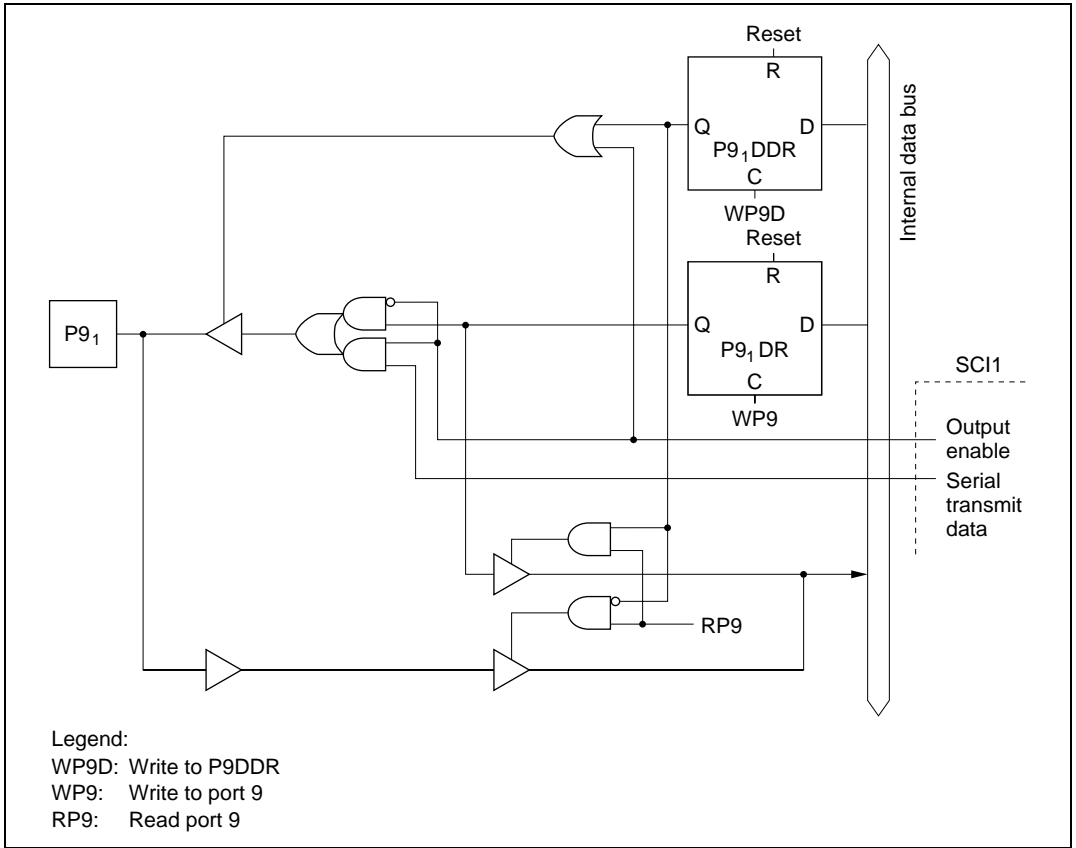 Reset
R
Q
D
P9₁DDR
C
WP9D
Reset
R
Q
D
P9₁DR
C
WP9
Internal data bus
P9₁
SCI1
Output
enable
Serial
transmit
data
RP9
Legend:
WP9D: Write to P9DDR
WP9: Write to port 9
RP9: Read port 9